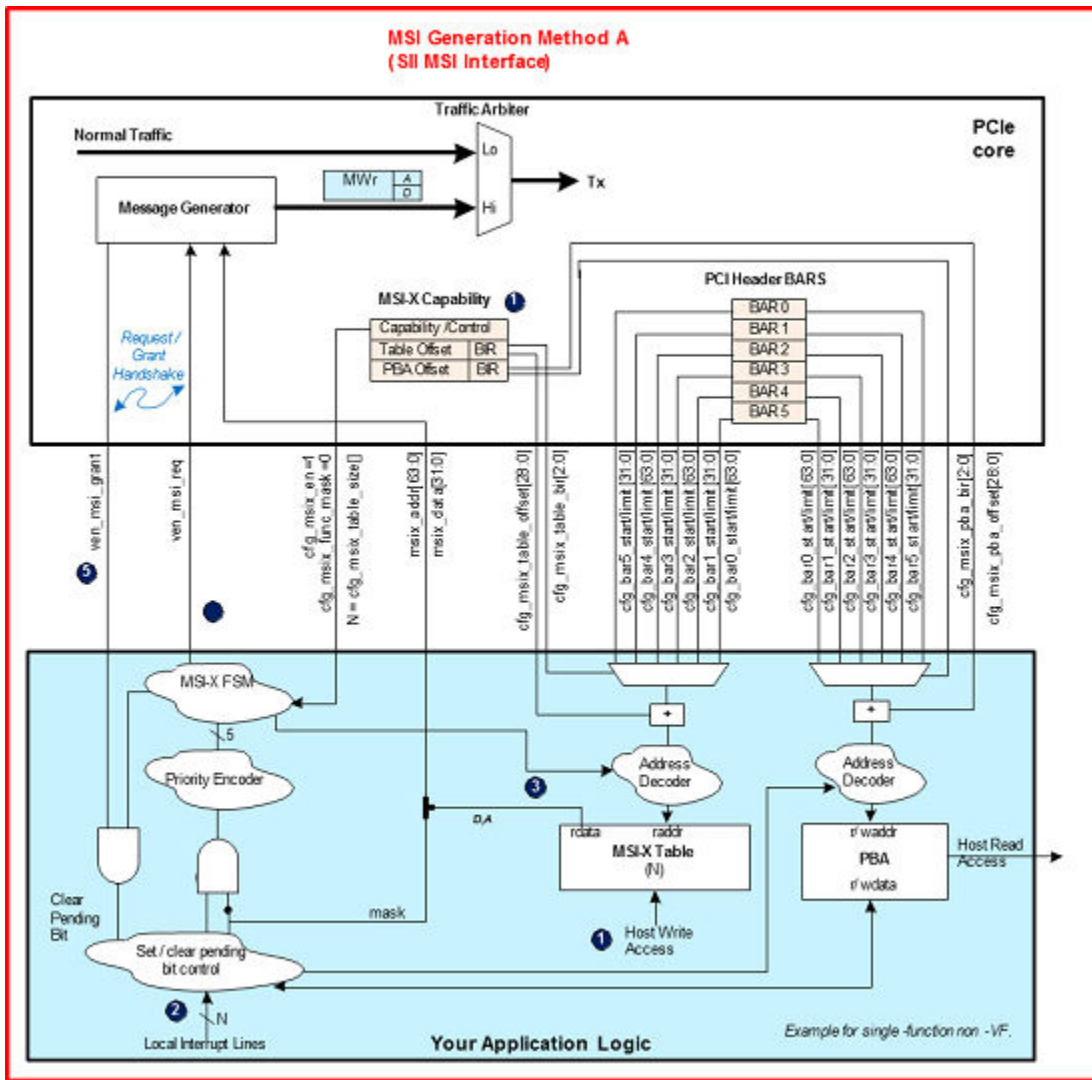 MSI Generation Method A
(SII MSI Interface)
Traffic Arbiter
Normal Traffic
PCIe
core
Lo
MWr
A
D
Tx
Message Generator
Hi
PCI Header BARS
MSI-X Capability
1
BAR 0
Capability /Control
BAR 1
Request /
Grant
Handshake
Table Offset
BIR
BAR 2
PBA Offset
BIR
BAR 3
BAR 4
BAR 5
ven_msi_grant
ven_msi_req
cfg_msix_en =1
cfg_msix_func_mask =0
N = cfg_msix_table_size[]
msix_addr[63:0]
msix_data[31:0]
cfg_msix_table_offset[28:0]
cfg_msix_table_bir[2:0]
cfg_bar5_start/limit[31:0]
cfg_bar4_start/limit[63:0]
cfg_bar3_start/limit[31:0]
cfg_bar2_start/limit[63:0]
cfg_bar1_start/limit[31:0]
cfg_bar0_start/limit[63:0]
cfg_bar0_start/limit[63:0]
cfg_bar1_start/limit[31:0]
cfg_bar2_start/limit[63:0]
cfg_bar3_start/limit[31:0]
cfg_bar4_start/limit[63:0]
cfg_bar5_start/limit[31:0]
cfg_msix_pba_bir[2:0]
cfg_msix_pba_offset[28:0]
5
MSI-X FSM
+
+
5
Priority Encoder
Address
Decoder
Address
Decoder
3
D,A
rdata
raddr
MSI-X Table
(N)
r/ waddr
PBA
r/ wdata
Host Read
Access
Clear
Pending
Bit
mask
1
Host Write
Access
Set / clear pending
bit control
2
N
Local Interrupt Lines
Your Application Logic
Example for single -function non -VF.